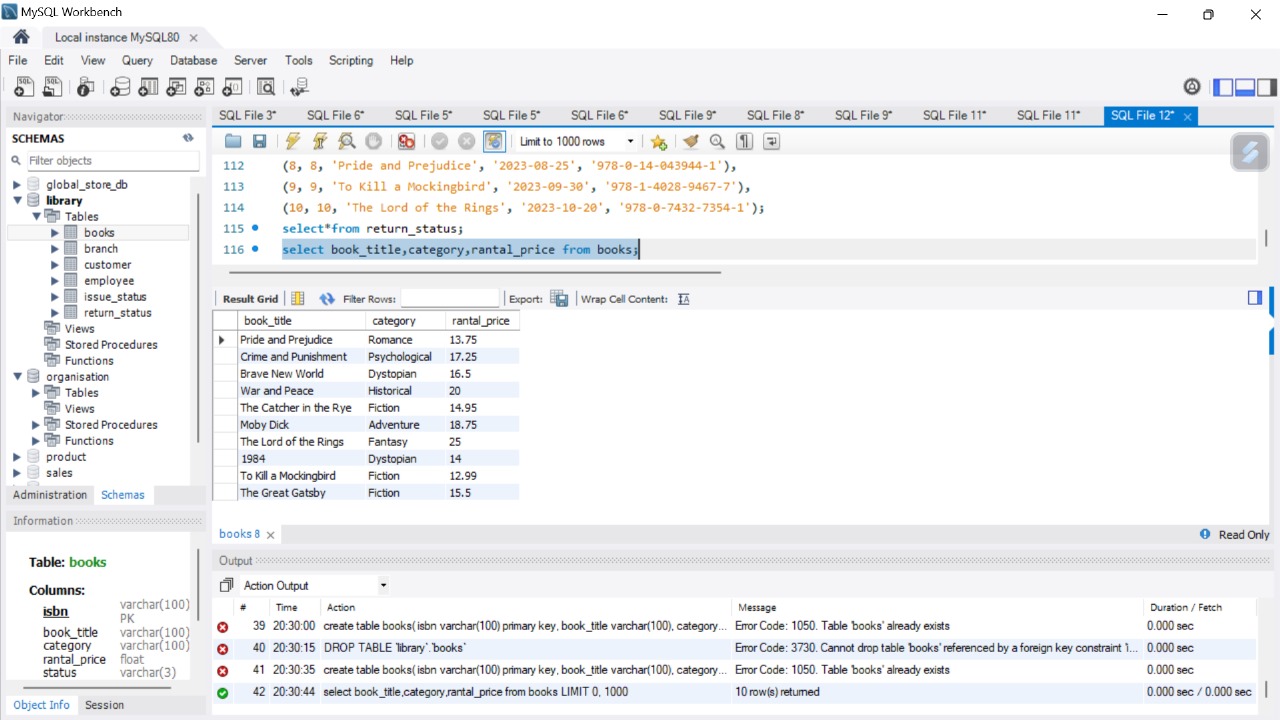 MySQL Workbench
Local instance MySQL80
File Edit View Query Database Server Tools Scripting Help
Navigator
SCHEMAS
Filter objects
global_store_db
library
Tables
books
branch
customer
employee
issue_status
return_status
Views
Stored Procedures
Functions
organisation
Tables
Views
Stored Procedures
Functions
product
sales
Administration Schemas
Information
Table: books
Columns:
isbn varchar(100) PK
book_title varchar(100)
category varchar(100)
rantal_price float
status varchar(3)
Object Info Session
SQL File 3* SQL File 6* SQL File 5* SQL File 5* SQL File 6* SQL File 9* SQL File 8* SQL File 9* SQL File 11* SQL File 11* SQL File 12*
Limit to 1000 rows
112 (8, 8, 'Pride and Prejudice', '2023-08-25', '978-0-14-043944-1'),
113 (9, 9, 'To Kill a Mockingbird', '2023-09-30', '978-1-4028-9467-7'),
114 (10, 10, 'The Lord of the Rings', '2023-10-20', '978-0-7432-7354-1');
115 select*from return_status;
116 select book_title,category,rantal_price from books;
Result Grid Filter Rows: Export: Wrap Cell Content: IA
book_title category rantal_price
Pride and Prejudice Romance 13.75
Crime and Punishment Psychological 17.25
Brave New World Dystopian 16.5
War and Peace Historical 20
The Catcher in the Rye Fiction 14.95
Moby Dick Adventure 18.75
The Lord of the Rings Fantasy 25
1984 Dystopian 14
To Kill a Mockingbird Fiction 12.99
The Great Gatsby Fiction 15.5
books 8 Read Only
Output
Action Output
# Time Action Message Duration / Fetch
39 20:30:00 create table books( isbn varchar(100) primary key, book_title varchar(100), category... Error Code: 1050. Table 'books' already exists 0.000 sec
40 20:30:15 DROP TABLE `library`.`books` Error Code: 3730. Cannot drop table 'books' referenced by a foreign key constraint '1... 0.000 sec
41 20:30:35 create table books( isbn varchar(100) primary key, book_title varchar(100), category... Error Code: 1050. Table 'books' already exists 0.000 sec
42 20:30:44 select book_title,category,rantal_price from books LIMIT 0, 1000 10 row(s) returned 0.000 sec / 0.000 sec